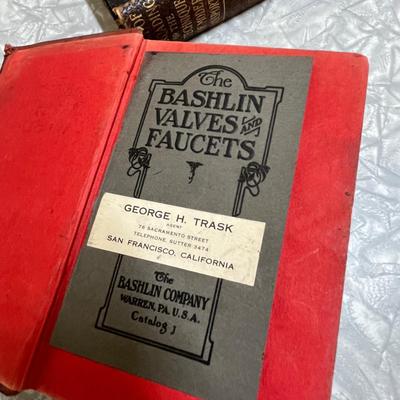 The
BASHLIN
VALVES AND
FAUCETS
GEORGE H. TRASK
AGENT
76 SACRAMENTO STREET
TELEPHONE, SUTTER 3474
SAN FRANCISCO, CALIFORNIA
The
BASHLIN COMPANY
WARREN, PA. U.S.A.
Catalog J